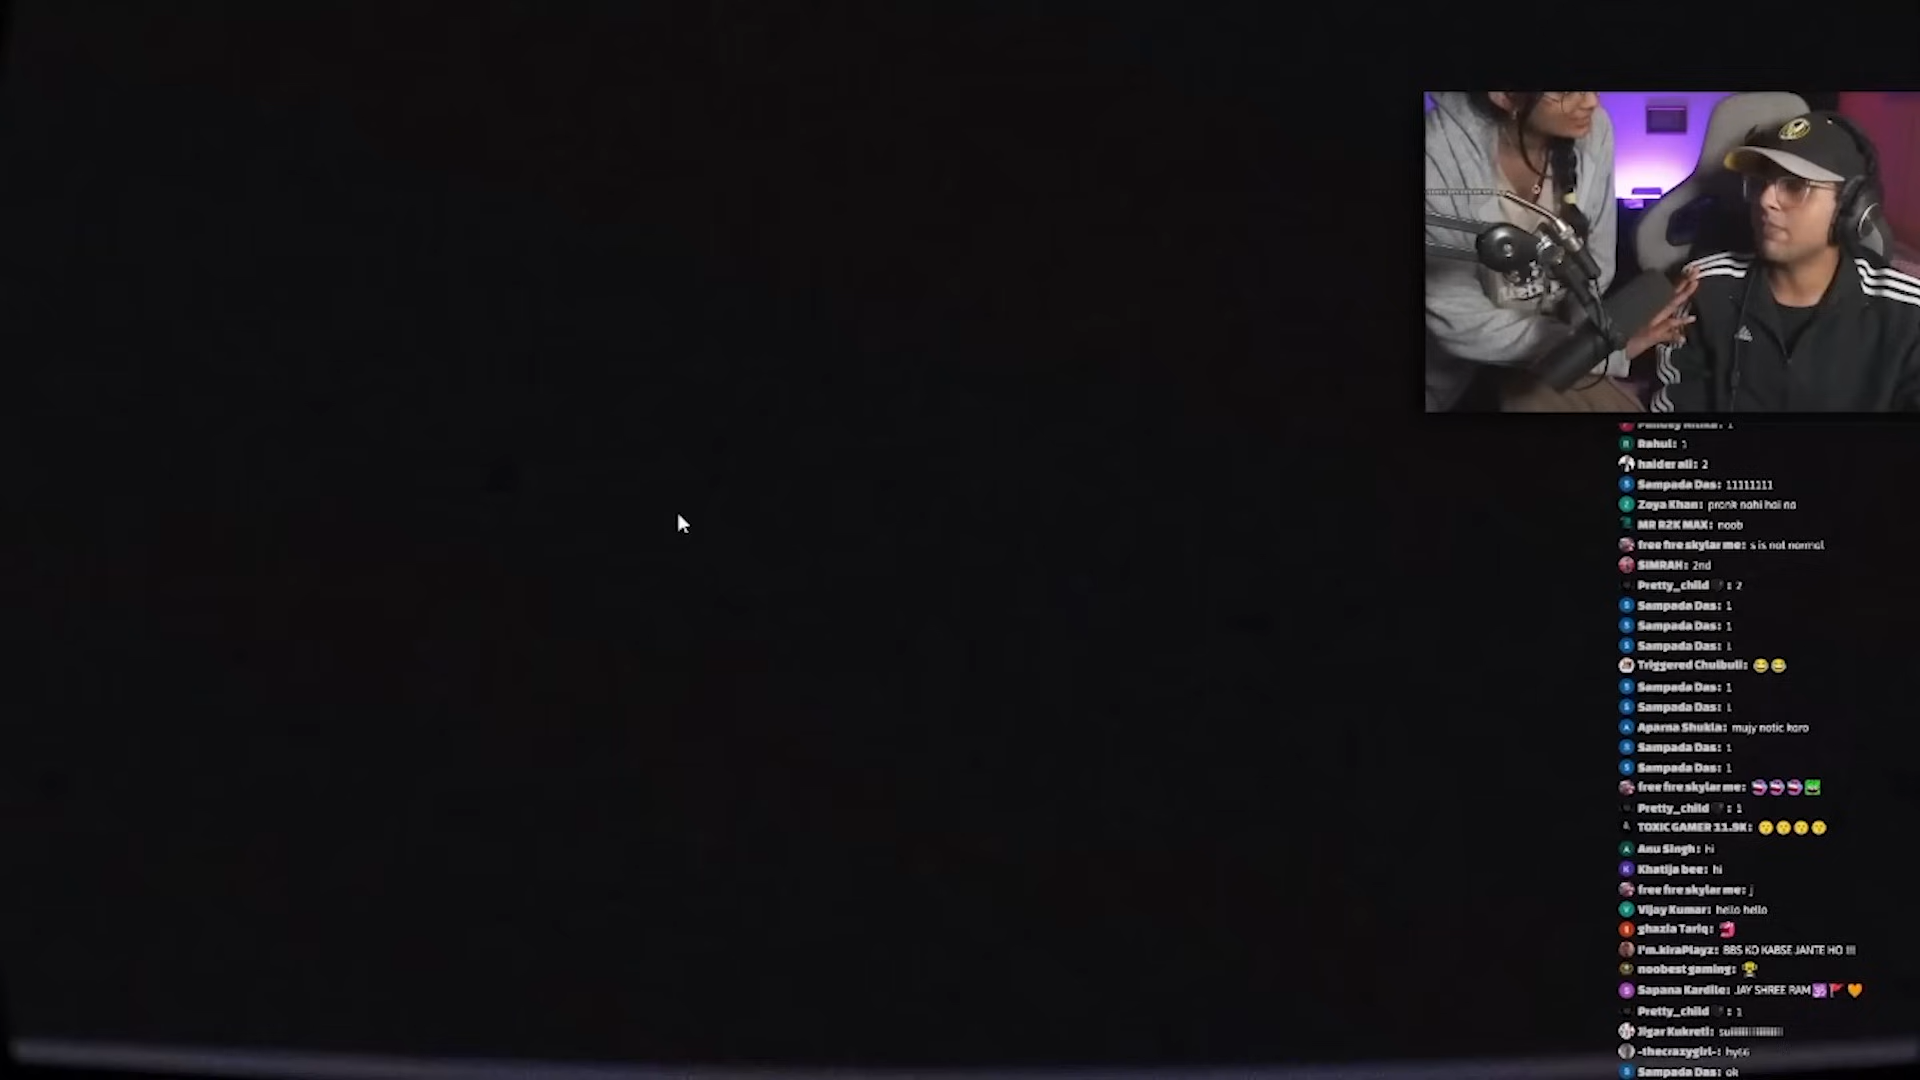 Rahul: 1
haider ali: 2
Sampada Das: 11111111
Zoya Khan: prank nahi hai na
MR R2K MAX: noob
free fire skylar me: s is not normal
SIMRAH: 2nd
Pretty_child : 2
Sampada Das: 1
Sampada Das: 1
Sampada Das: 1
Triggered Chulbuli: 😂😂
Sampada Das: 1
Sampada Das: 1
Aparna Shukla: mujy notic karo
Sampada Das: 1
Sampada Das: 1
free fire skylar me:
Pretty_child : 1
TOXIC GAMER 11.9K: 😗😗😗😗
Anu Singh: hi
Khatija bee: hi
free fire skylar me: j
Vijay Kumar: hello hello
ghazia Tariq:
I'm.kiraPlayz: BBS KO KABSE JANTE HO !!!
noobest gaming: 🏆
Sapana Kardile: JAY SHREE RAM🕉🚩🧡
Pretty_child : 1
Jigar Kukreti:
-thecrazygirl-:
Sampada Das: ok